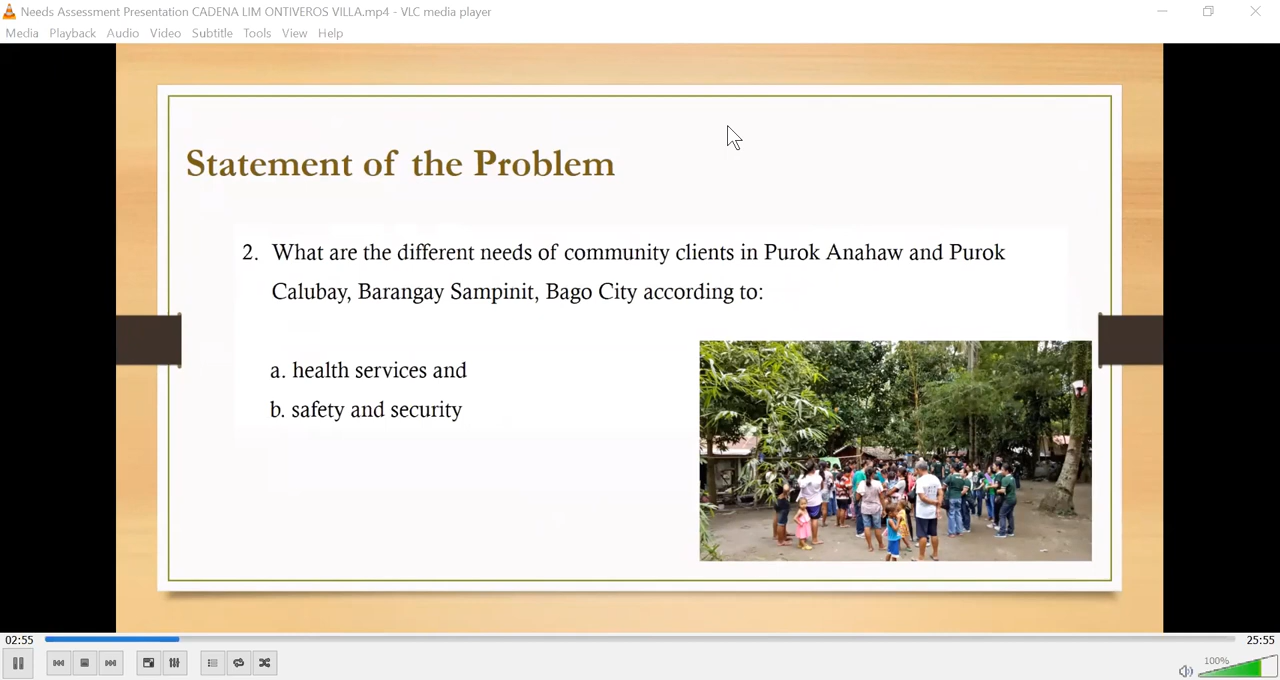 Needs Assessment Presentation CADENA LIM ONTIVEROS VILLA.mp4 - VLC media player
Media Playback Audio Video Subtitle Tools View Help
Statement of the Problem
2. What are the different needs of community clients in Purok Anahaw and Purok
Calubay, Barangay Sampinit, Bago City according to:
a. health services and
b. safety and security
02:55 25:55
100%